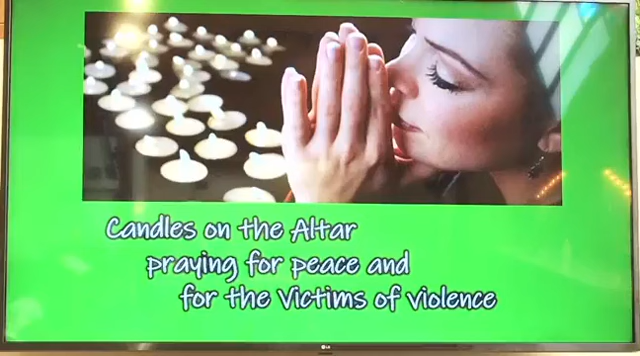 Candles on the Altar
praying for peace and
for the Victims of violence
LG